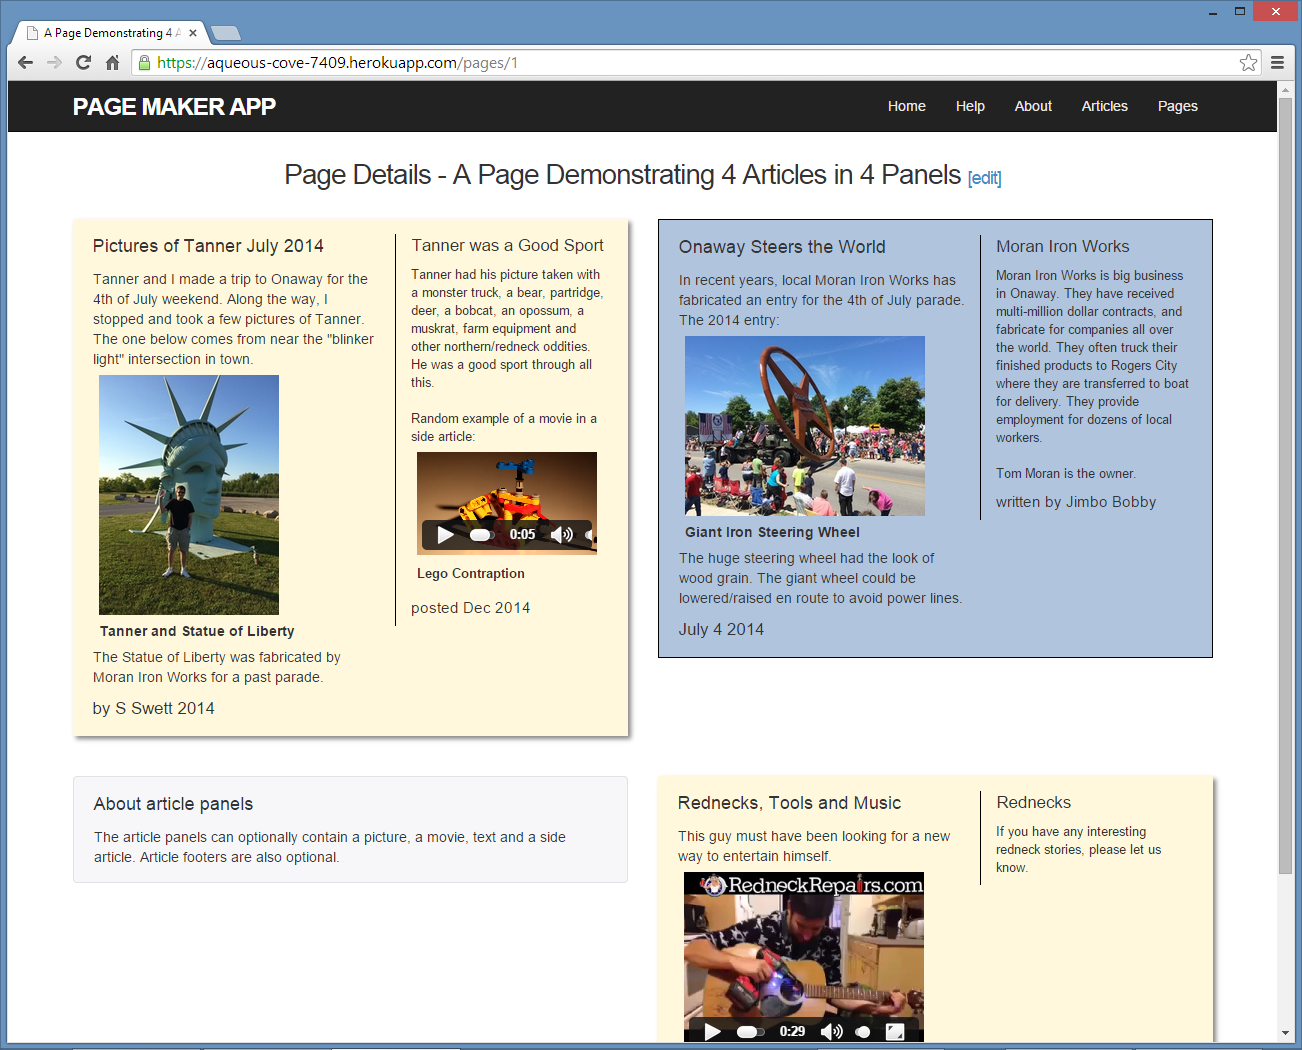 A Page Demonstrating 4 A
https://aqueous-cove-7409.herokuapp.com/pages/1
PAGE MAKER APP
Home
Help
About
Articles
Pages
Page Details - A Page Demonstrating 4 Articles in 4 Panels [edit]
Pictures of Tanner July 2014
Tanner and I made a trip to Onaway for the
4th of July weekend. Along the way, I
stopped and took a few pictures of Tanner.
The one below comes from near the "blinker
light" intersection in town.
Tanner and Statue of Liberty
The Statue of Liberty was fabricated by
Moran Iron Works for a past parade.
by S Swett 2014
Tanner was a Good Sport
Tanner had his picture taken with
a monster truck, a bear, partridge,
deer, a bobcat, an opossum, a
muskrat, farm equipment and
other northern/redneck oddities.
He was a good sport through all
this.
Random example of a movie in a
side article:
0:05
Lego Contraption
posted Dec 2014
Onaway Steers the World
In recent years, local Moran Iron Works has
fabricated an entry for the 4th of July parade.
The 2014 entry:
Giant Iron Steering Wheel
The huge steering wheel had the look of
wood grain. The giant wheel could be
lowered/raised en route to avoid power lines.
July 4 2014
Moran Iron Works
Moran Iron Works is big business
in Onaway. They have received
multi-million dollar contracts, and
fabricate for companies all over
the world. They often truck their
finished products to Rogers City
where they are transferred to boat
for delivery. They provide
employment for dozens of local
workers.
Tom Moran is the owner.
written by Jimbo Bobby
About article panels
The article panels can optionally contain a picture, a movie, text and a side
article. Article footers are also optional.
Rednecks, Tools and Music
This guy must have been looking for a new
way to entertain himself.
RedneckRepairs.com
0:29
Rednecks
If you have any interesting
redneck stories, please let us
know.